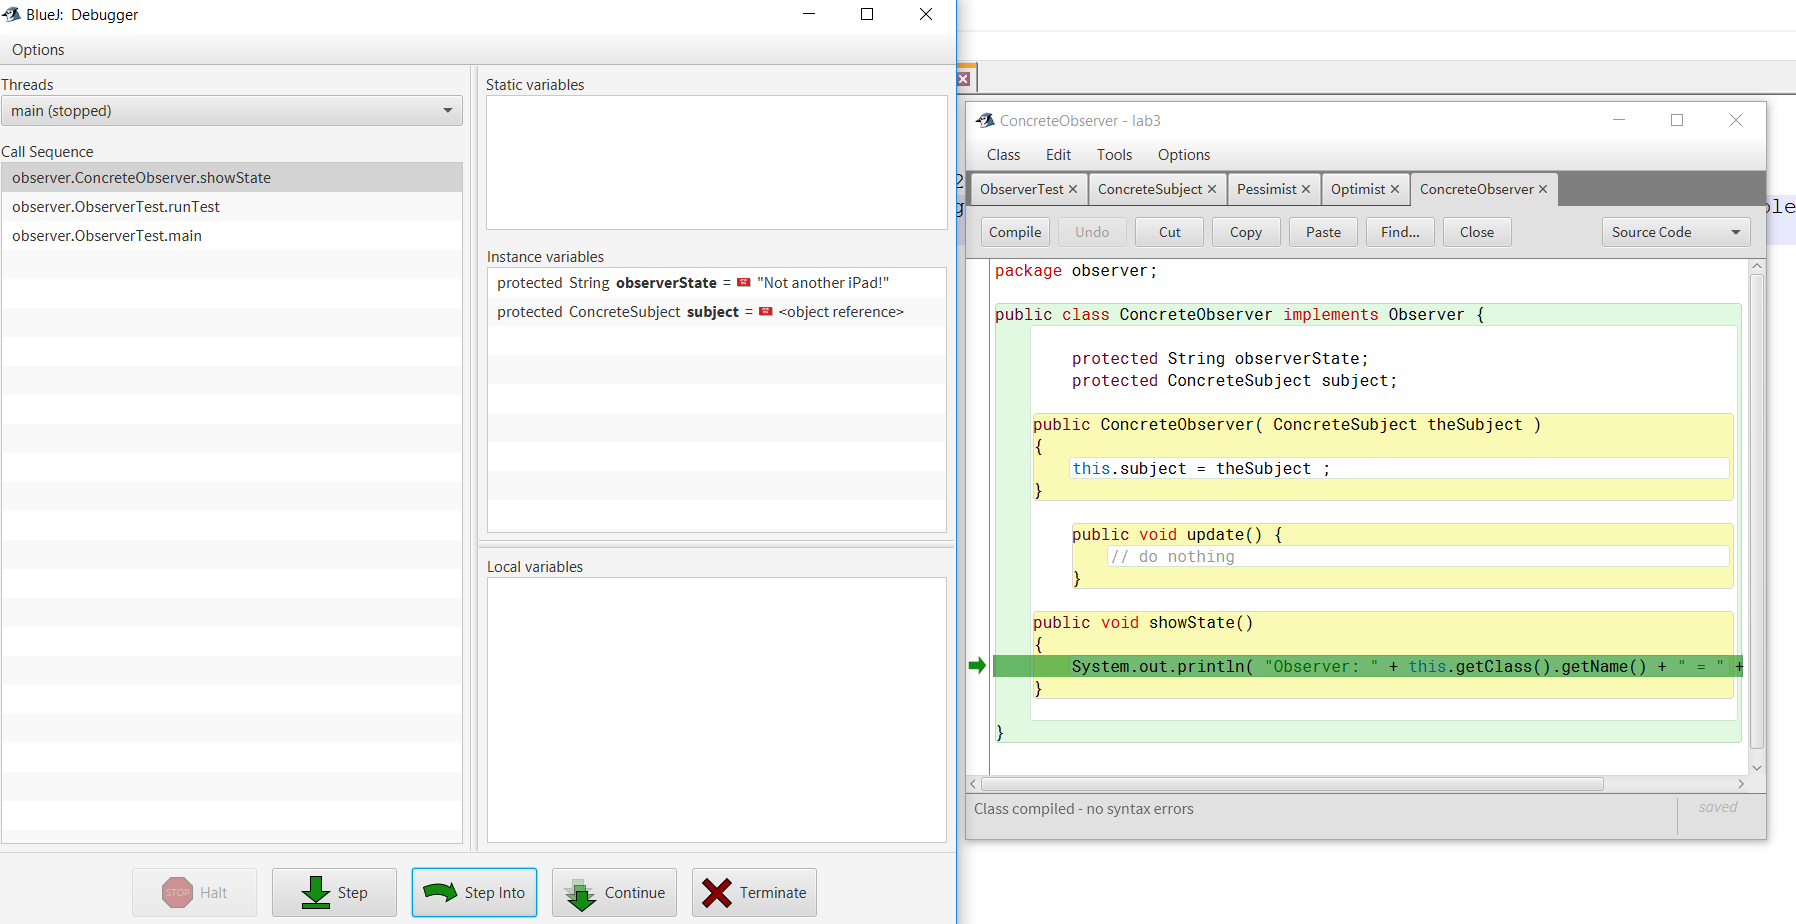 BlueJ: Debugger
Options
Threads
main (stopped)
Call Sequence
observer.ConcreteObserver.showState
observer.ObserverTest.runTest
observer.ObserverTest.main
Static variables
Instance variables
protected String observerState = "Not another iPad!"
protected ConcreteSubject subject = <object reference>
Local variables
STOP Halt
Step
Step Into
Continue
Terminate
ConcreteObserver - lab3
Class Edit Tools Options
ObserverTest × ConcreteSubject × Pessimist × Optimist × ConcreteObserver ×
Compile Undo Cut Copy Paste Find... Close Source Code
package observer;
public class ConcreteObserver implements Observer {
protected String observerState;
protected ConcreteSubject subject;
public ConcreteObserver( ConcreteSubject theSubject )
{
this.subject = theSubject ;
}
public void update() {
// do nothing
}
public void showState()
{
System.out.println( "Observer: " + this.getClass().getName() + " = " +
}
}
Class compiled - no syntax errors
saved